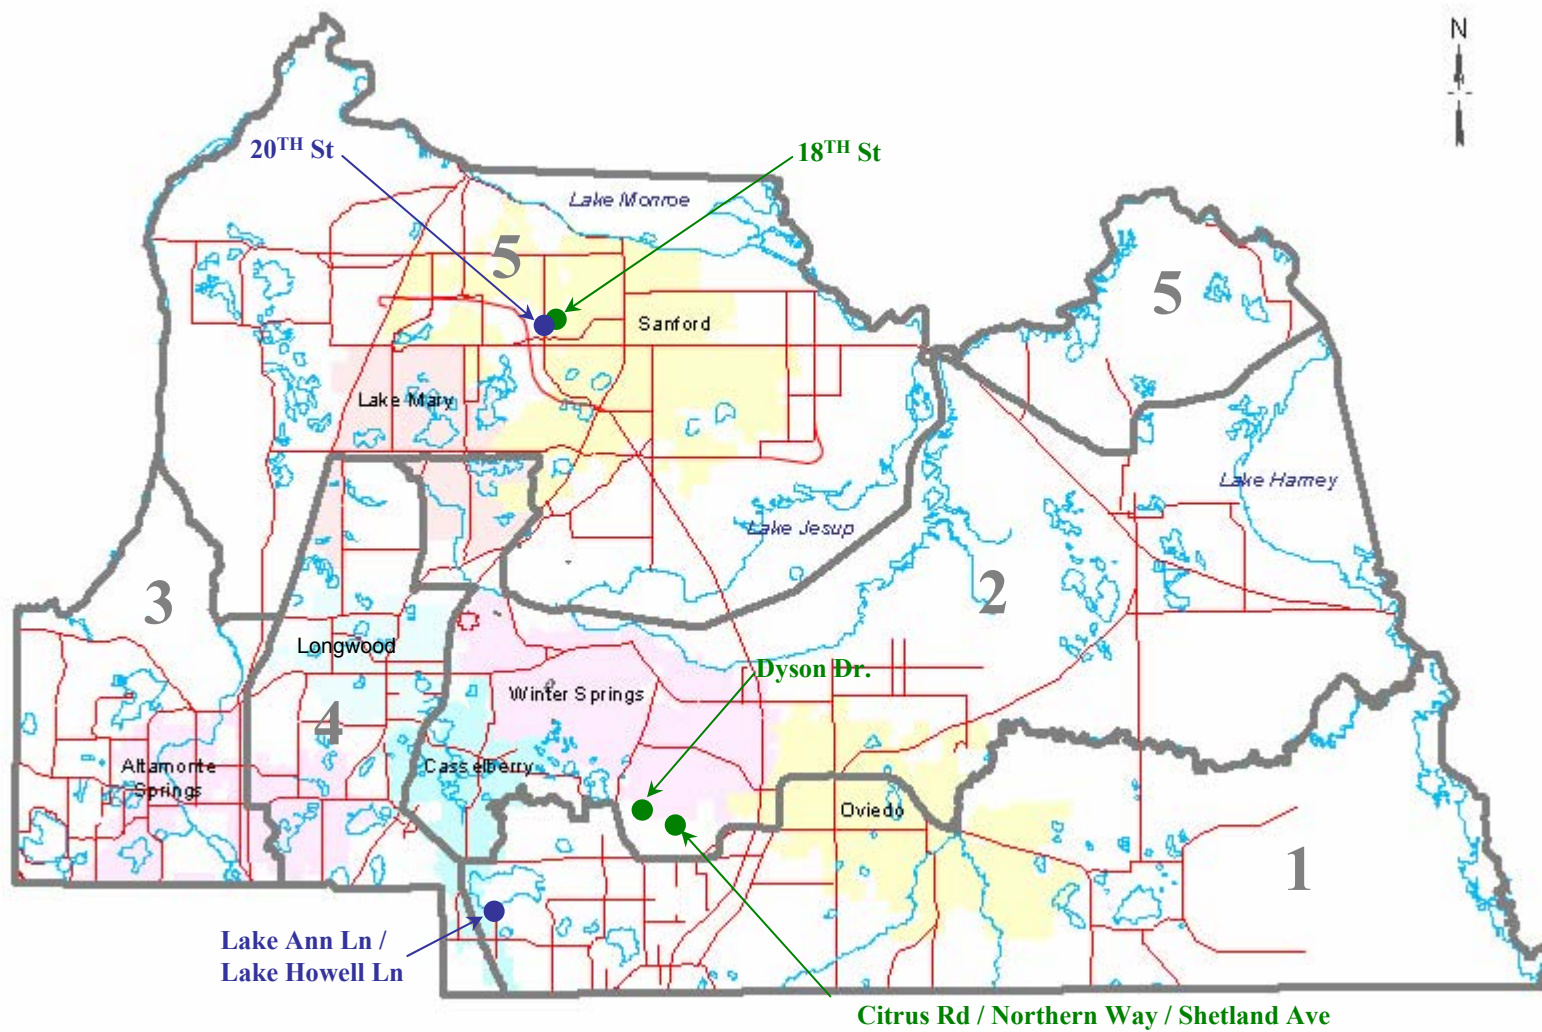 N
20TH St
18TH St
Lake Monroe
5
5
Sanford
Lake Mary
Lake Harney
Lake Jesup
3
2
Longwood
Dyson Dr.
Winter Springs
4
Altamonte
Springs
Casselberry
Oviedo
1
Lake Ann Ln /
Lake Howell Ln
Citrus Rd / Northern Way / Shetland Ave